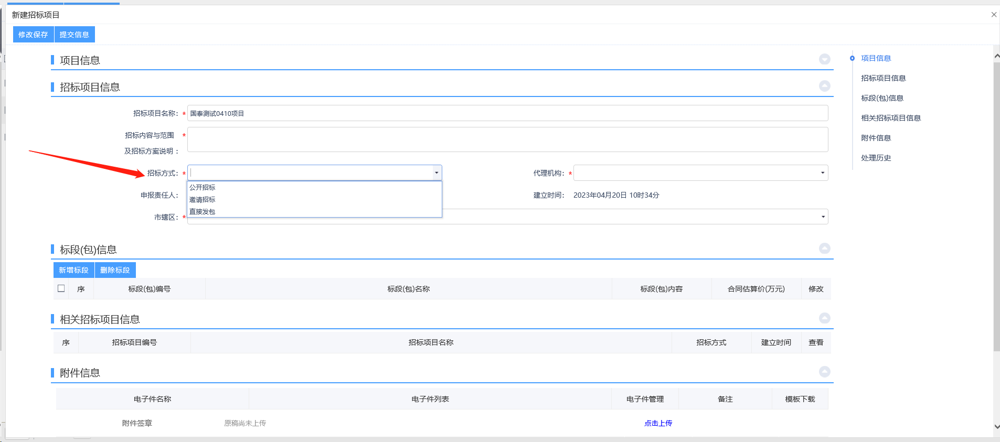 新建招标项目
修改保存 提交信息
项目信息
招标项目信息
招标项目名称： * 国泰测试0410项目
招标内容与范围 *
及招标方案说明：
招标方式： * 代理机构： *
公开招标
邀请招标
直接发包
申报责任人： 建立时间： 2023年04月20日 10时34分
市辖区： *
标段(包)信息
新增标段 删除标段
序 标段(包)编号 标段(包)名称 标段(包)内容 合同估算价(万元) 修改
相关招标项目信息
序 招标项目编号 招标项目名称 招标方式 建立时间 查看
附件信息
电子件名称 电子件列表 电子件管理 备注 模板下载
附件签章 原稿尚未上传 点击上传
项目信息
招标项目信息
标段(包)信息
相关招标项目信息
附件信息
处理历史